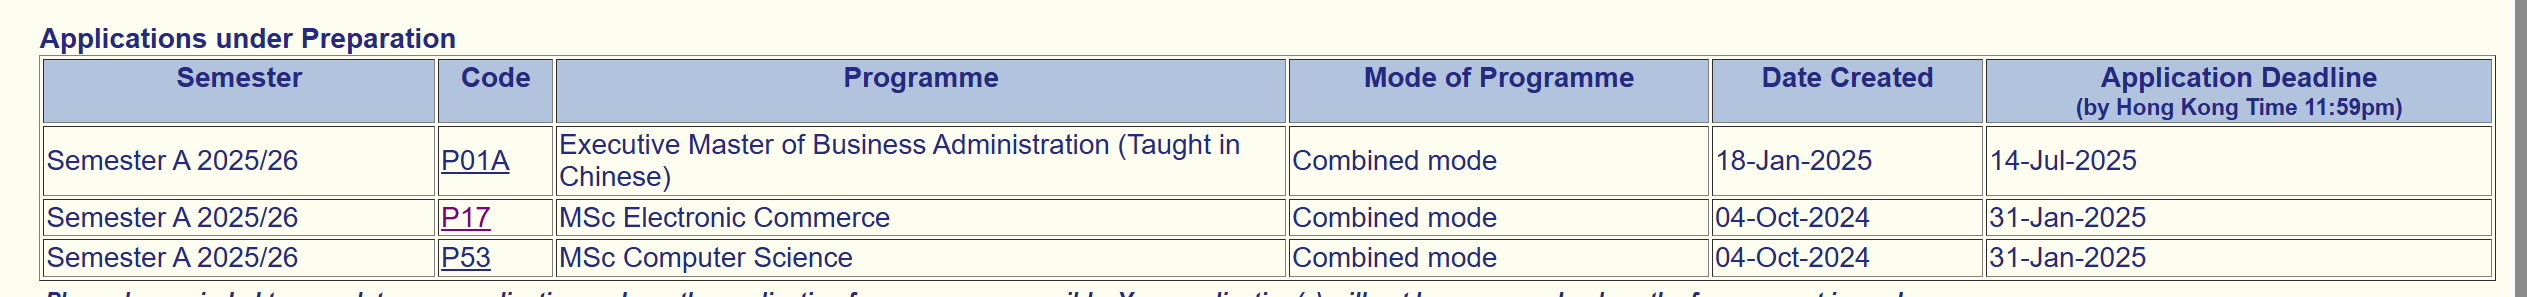 Applications under Preparation
Semester Code Programme Mode of Programme Date Created Application Deadline
(by Hong Kong Time 11:59pm)
Semester A 2025/26 P01A Executive Master of Business Administration (Taught in
Chinese) Combined mode 18-Jan-2025 14-Jul-2025
Semester A 2025/26 P17 MSc Electronic Commerce Combined mode 04-Oct-2024 31-Jan-2025
Semester A 2025/26 P53 MSc Computer Science Combined mode 04-Oct-2024 31-Jan-2025